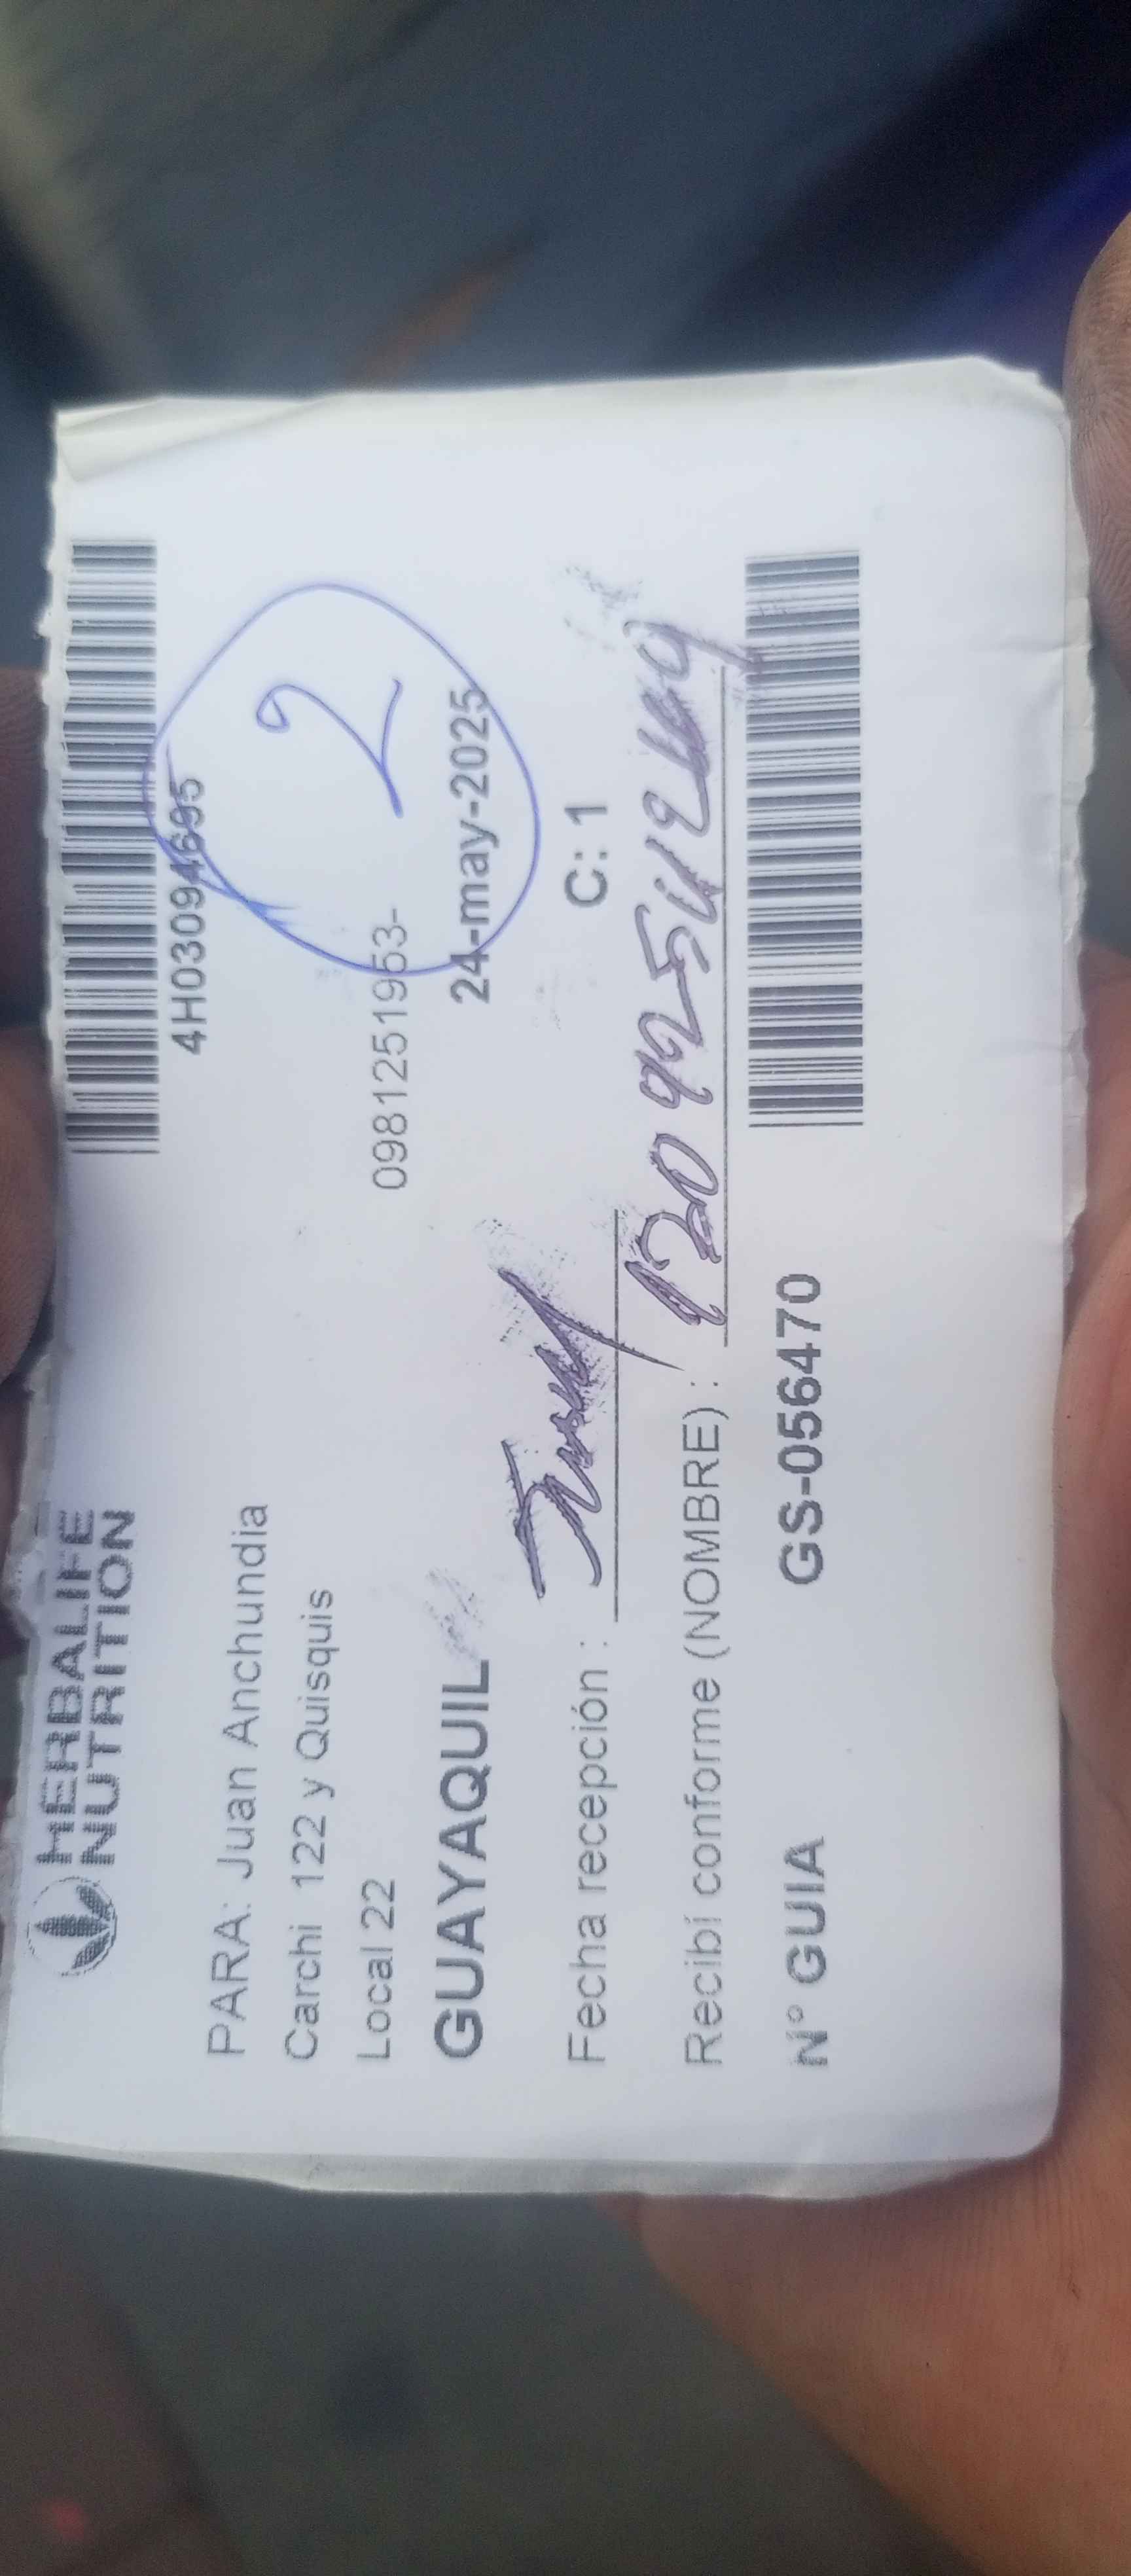 HERBALIFE
NUTRITION
4H03094695
PARA: Juan Anchundia
Carchi 122 y Quisquis
2
Local 22
0981251953-
GUAYAQUIL
24-may-2025
Fecha recepción :
C: 1
Recibí conforme (NOMBRE) :
N° GUIA GS-056470